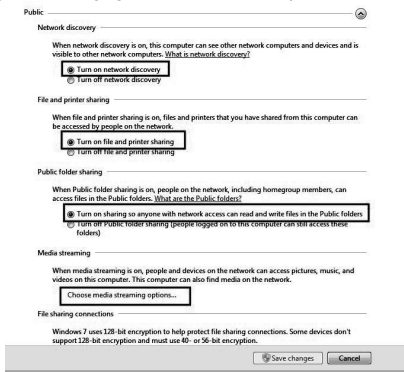 Public
Network discovery
When network discovery is on, this computer can see other network computers and devices and is
visible to other network computers. What is network discovery?
Turn on network discovery
Turn off network discovery
File and printer sharing
When file and printer sharing is on, files and printers that you have shared from this computer can
be accessed by people on the network.
Turn on file and printer sharing
Turn off file and printer sharing
Public folder sharing
When Public folder sharing is on, people on the network, including homegroup members, can
access files in the Public folders. What are the Public folders?
Turn on sharing so anyone with network access can read and write files in the Public folders
Turn off Public folder sharing (people logged on to this computer can still access these
folders)
Media streaming
When media streaming is on, people and devices on the network can access pictures, music, and
videos on this computer. This computer can also find media on the network.
Choose media streaming options...
File sharing connections
Windows 7 uses 128-bit encryption to help protect file sharing connections. Some devices don't
support 128-bit encryption and must use 40- or 56-bit encryption.
Save changes Cancel